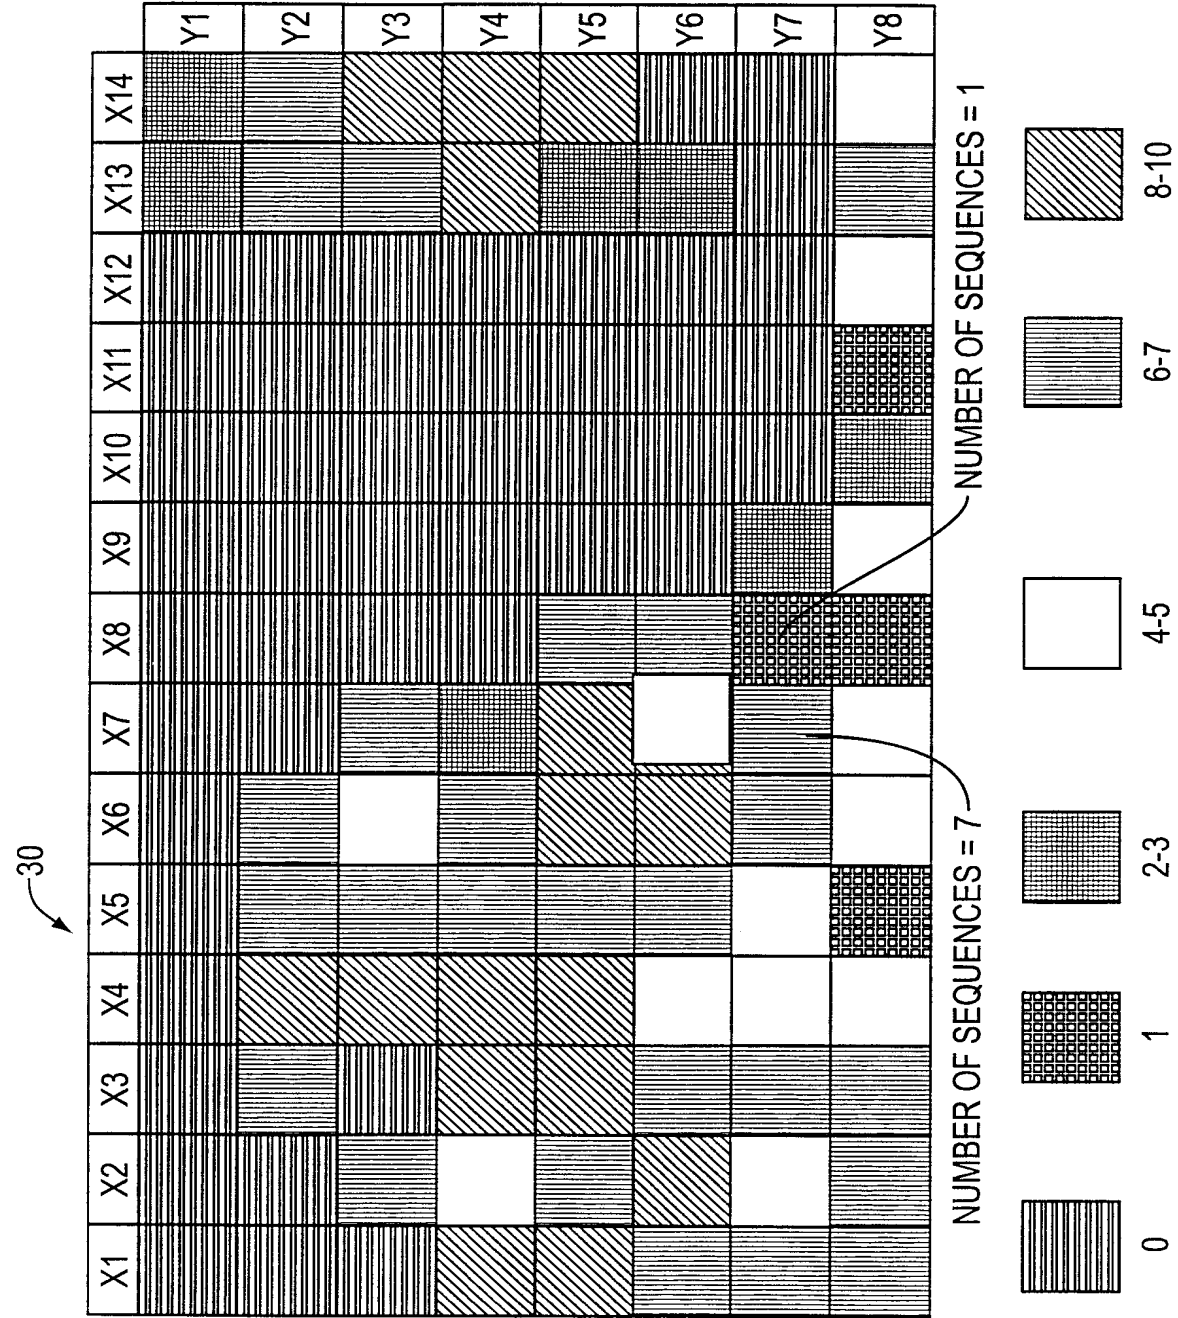 30
X1 X2 X3 X4 X5 X6 X7 X8 X9 X10 X11 X12 X13 X14
Y1
Y2
Y3
Y4
Y5
Y6
Y7
Y8
NUMBER OF SEQUENCES = 7
NUMBER OF SEQUENCES = 1
0 1 2-3 4-5 6-7 8-10